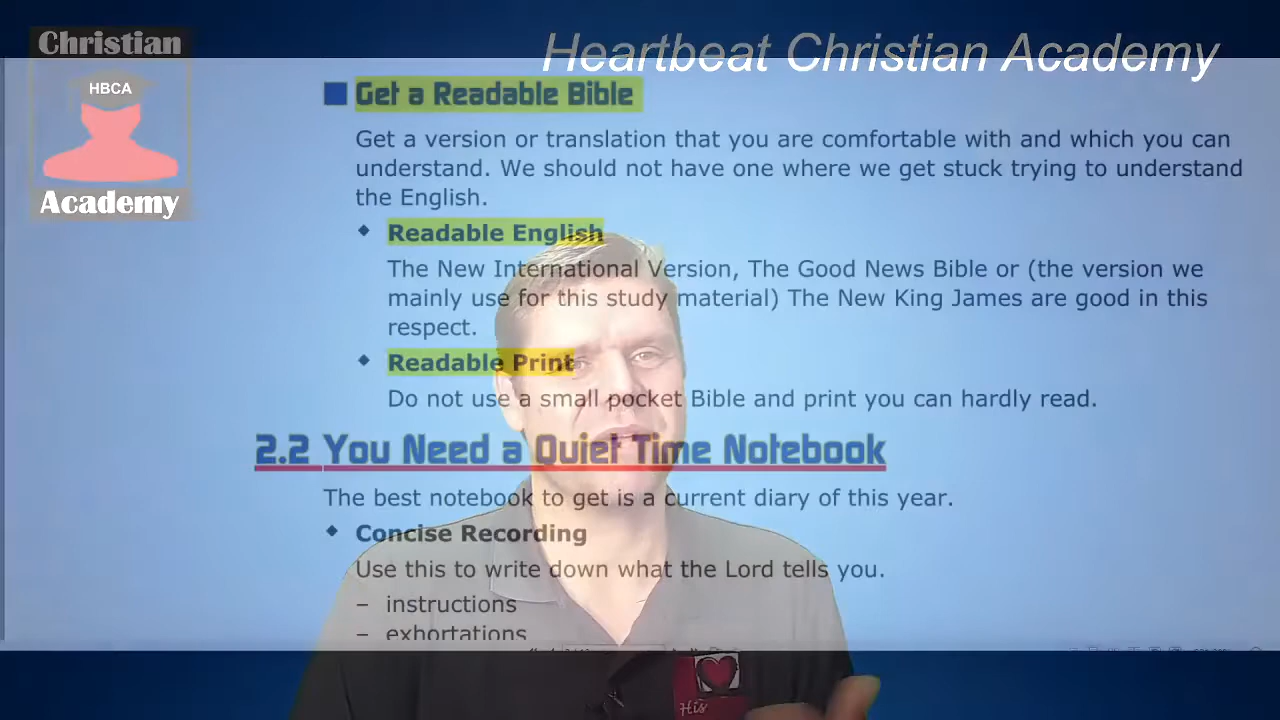 Christian
HBCA
Academy
Heartbeat Christian Academy
Get a Readable Bible
Get a version or translation that you are comfortable with and which you can
understand. We should not have one where we get stuck trying to understand
the English.
Readable English
The New International Version, The Good News Bible or (the version we
mainly use for this study material) The New King James are good in this
respect.
Readable Print
Do not use a small pocket Bible and print you can hardly read.
2.2 You Need a Quiet Time Notebook
The best notebook to get is a current diary of this year.
Concise Recording
Use this to write down what the Lord tells you.
– instructions
– exhortations
His